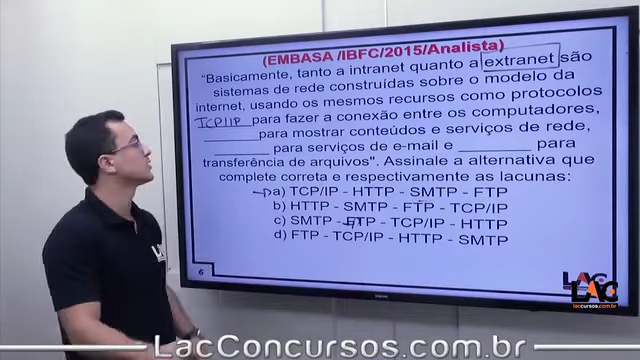 (EMBASA /IBFC/2015/Analista)
"Basicamente, tanto a intranet quanto a extranet são
sistemas de rede construídas sobre o modelo da
internet, usando os mesmos recursos como protocolos
TCP/IP para fazer a conexão entre os computadores,
________ para mostrar conteúdos e serviços de rede,
________ para serviços de e-mail e ________ para
transferência de arquivos". Assinale a alternativa que
complete correta e respectivamente as lacunas:
a) TCP/IP - HTTP - SMTP - FTP
b) HTTP - SMTP - FTP - TCP/IP
c) SMTP - FTP - TCP/IP - HTTP
d) FTP - TCP/IP - HTTP - SMTP
6
LAC
laccursos.com.br
LacConcursos.com.br